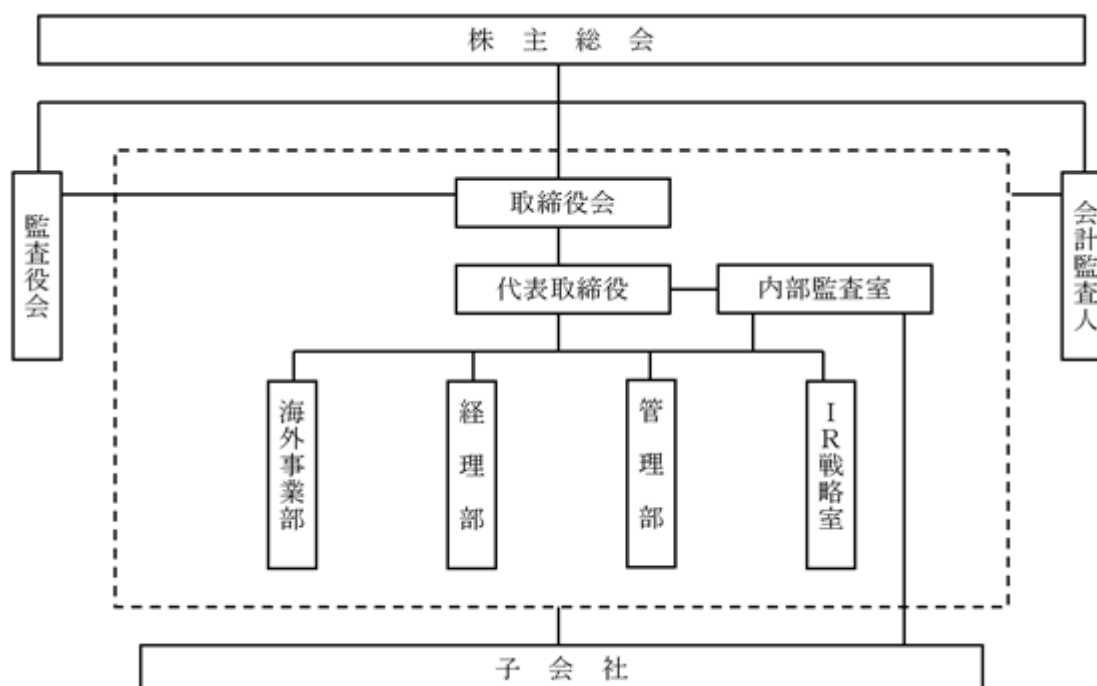 株主総会
取締役会
監査役会
会計監査人
代表取締役
内部監査室
海外事業部
経理部
管理部
IR戦略室
子会社